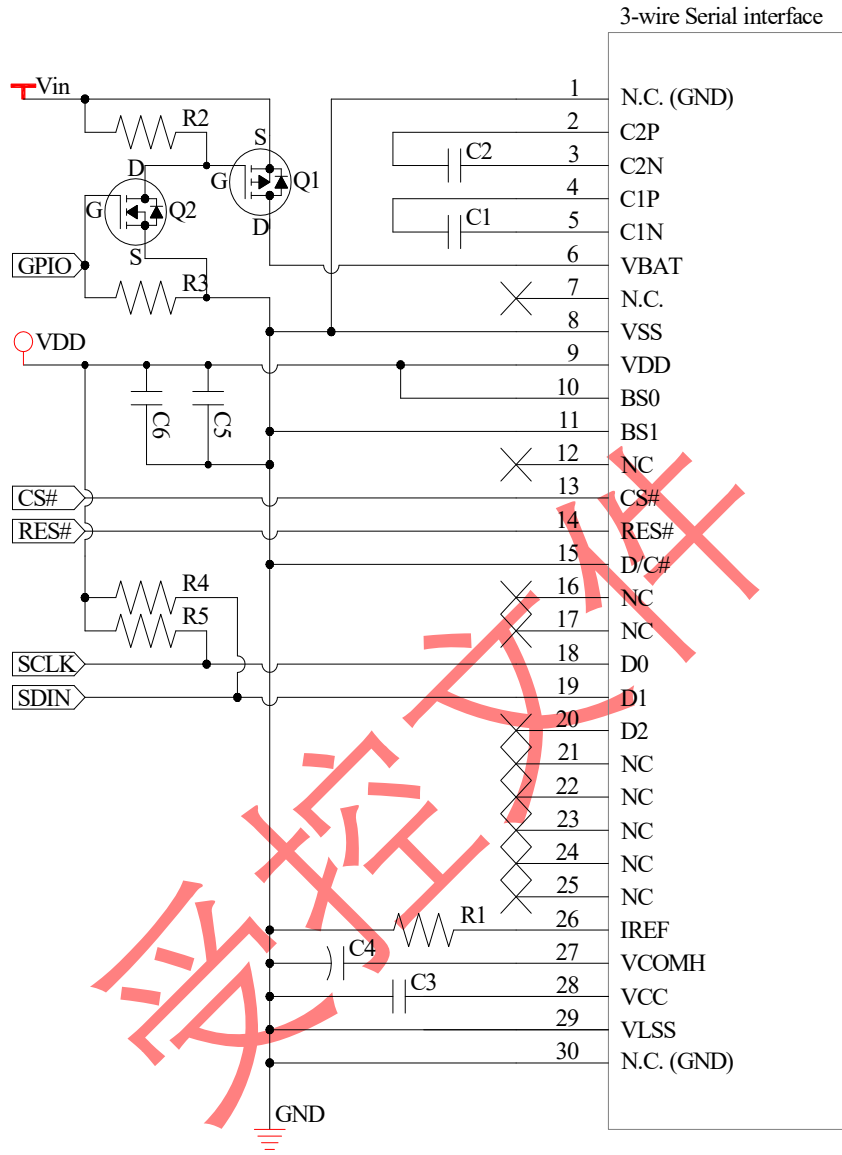 3-wire Serial interface
Vin
R2
S
G
Q1
D
D
G
Q2
S
GPIO
R3
VDD
C6
C5
C2
C1
CS#
RES#
R4
R5
SCLK
SDIN
R1
C4
C3
GND
1 N.C. (GND)
2 C2P
3 C2N
4 C1P
5 C1N
6 VBAT
7 N.C.
8 VSS
9 VDD
10 BS0
11 BS1
12 NC
13 CS#
14 RES#
15 D/C#
16 NC
17 NC
18 D0
19 D1
20 D2
21 NC
22 NC
23 NC
24 NC
25 NC
26 IREF
27 VCOMH
28 VCC
29 VLSS
30 N.C. (GND)
受控文件